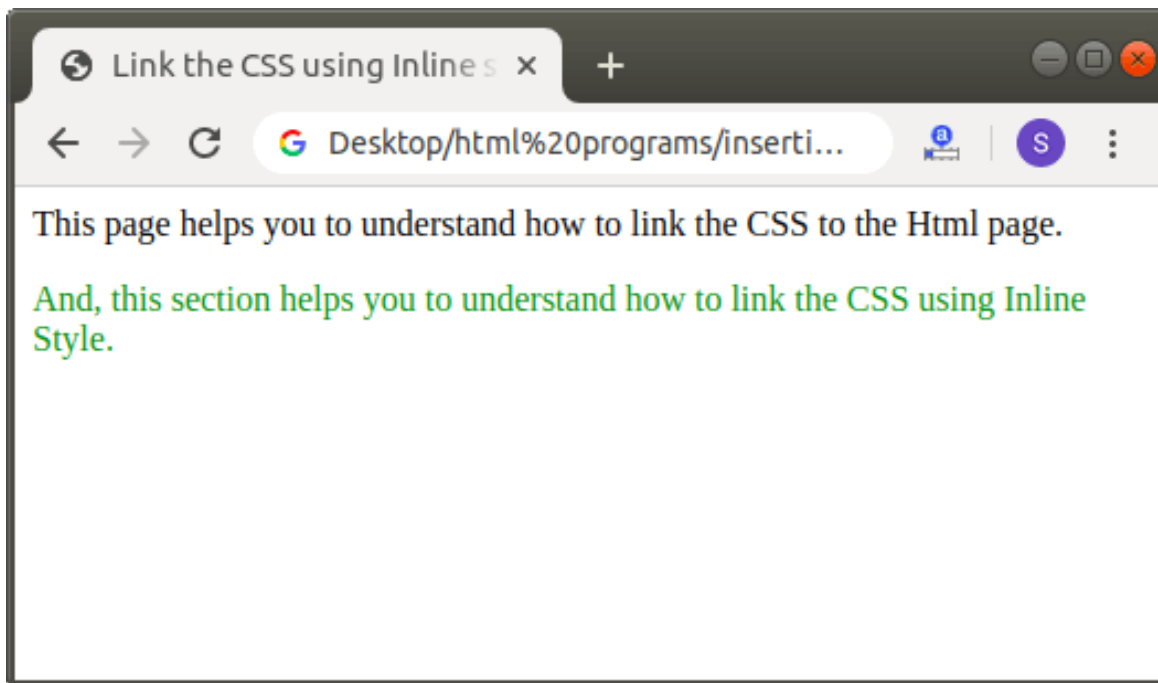 Link the CSS using Inline s
Desktop/html%20programs/inserti...
a
S
This page helps you to understand how to link the CSS to the Html page.
And, this section helps you to understand how to link the CSS using Inline
Style.